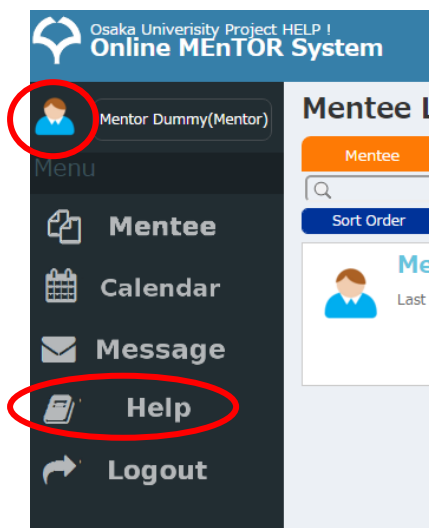 Osaka Univerisity Project HELP !
Online MEnTOR System
Mentor Dummy(Mentor)
Menu
Mentee
Calendar
Message
Help
Logout
Mentee
Mentee
Sort Order
Me
Last